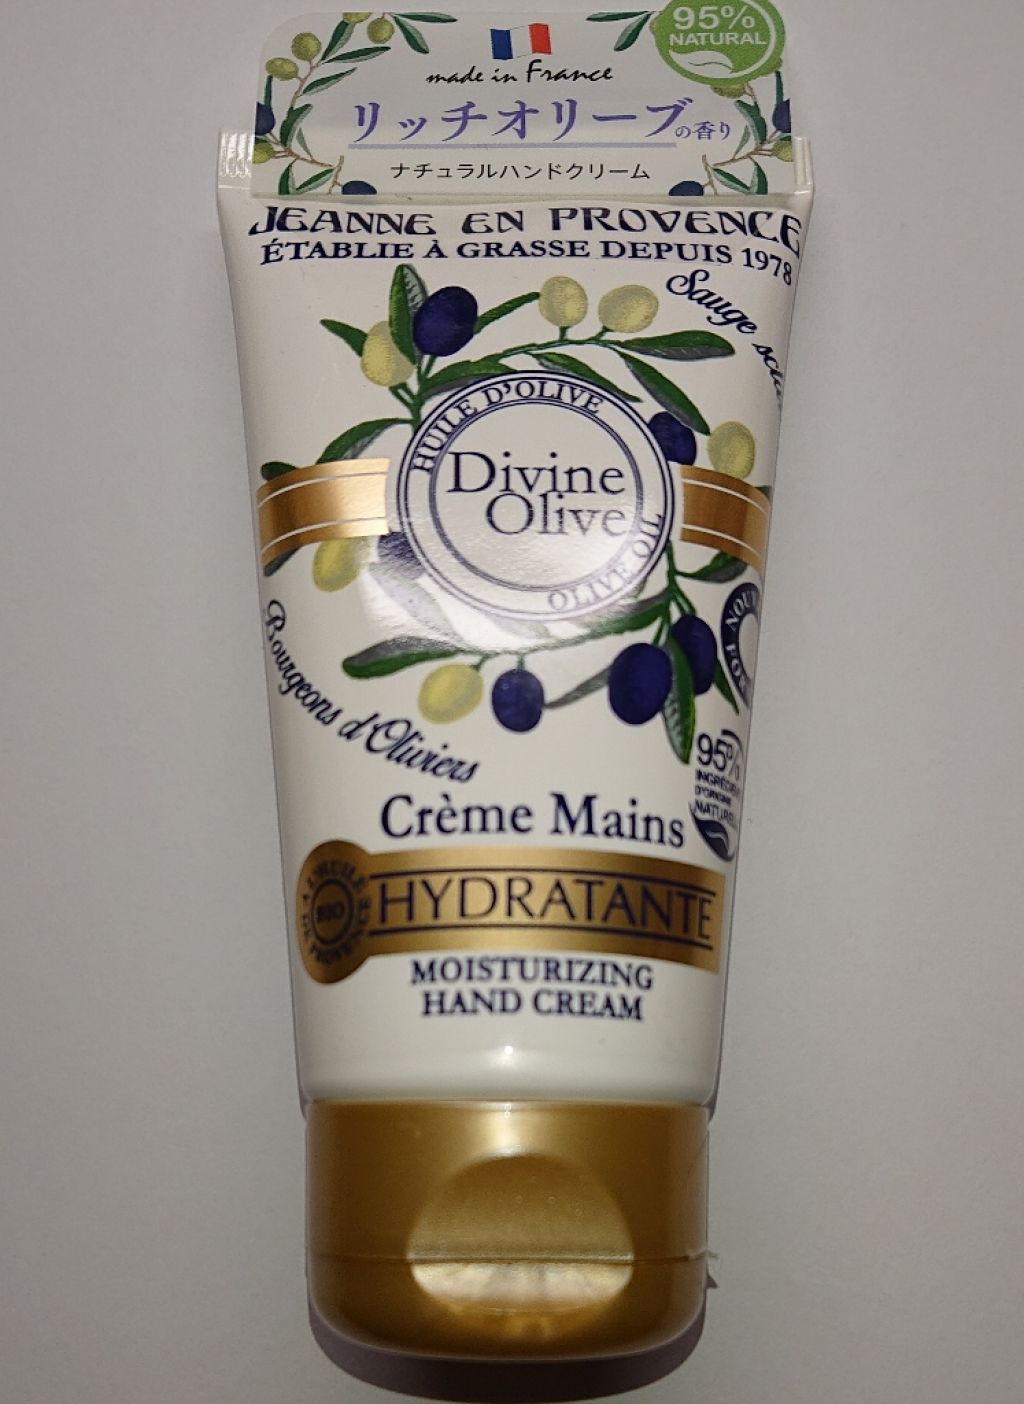 95%
NATURAL
made in France
リッチオリーブの香り
ナチュラルハンドクリーム
JEANNE EN PROVENCE
ÉTABLIE À GRASSE DEPUIS 1978
Sauge
HUILE D'OLIVE
Divine
Olive
OLIVE OIL
Bourgeons d'Oliviers
95%
D'ORIGINE
Crème Mains
BIO
HYDRATANTE
MOISTURIZING
HAND CREAM